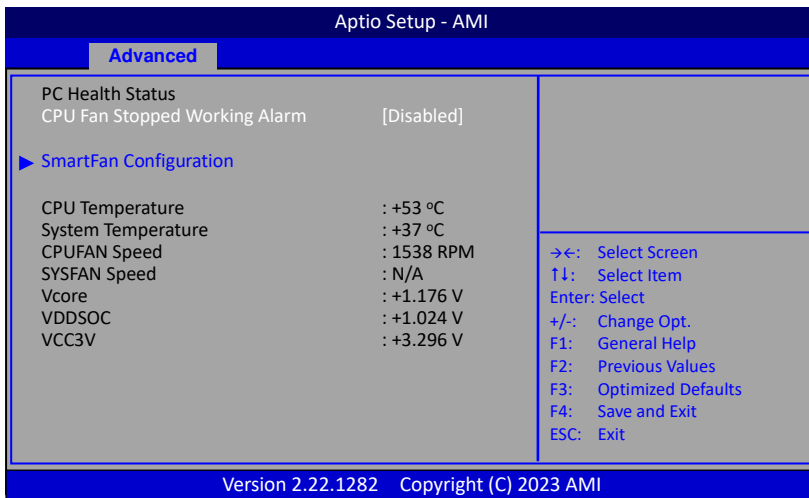 Aptio Setup - AMI
Advanced
PC Health Status
CPU Fan Stopped Working Alarm [Disabled]
▶ SmartFan Configuration
CPU Temperature : +53 ºC
System Temperature : +37 ºC
CPUFAN Speed : 1538 RPM
SYSFAN Speed : N/A
Vcore : +1.176 V
VDDSOC : +1.024 V
VCC3V : +3.296 V
→←: Select Screen
↑↓: Select Item
Enter: Select
+/-: Change Opt.
F1: General Help
F2: Previous Values
F3: Optimized Defaults
F4: Save and Exit
ESC: Exit
Version 2.22.1282 Copyright (C) 2023 AMI